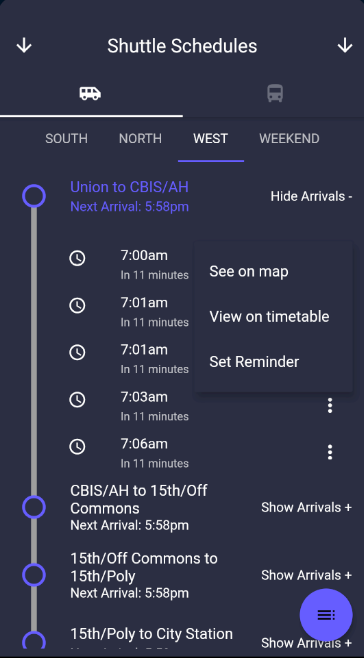 Shuttle Schedules
SOUTH NORTH WEST WEEKEND
Union to CBIS/AH
Next Arrival: 5:58pm
Hide Arrivals -
7:00am
In 11 minutes
7:01am
In 11 minutes
7:01am
In 11 minutes
7:03am
In 11 minutes
7:06am
In 11 minutes
See on map
View on timetable
Set Reminder
CBIS/AH to 15th/Off
Commons
Next Arrival: 5:58pm
Show Arrivals +
15th/Off Commons to
15th/Poly
Next Arrival: 5:58pm
Show Arrivals +
15th/Poly to City Station
Show Arrivals +